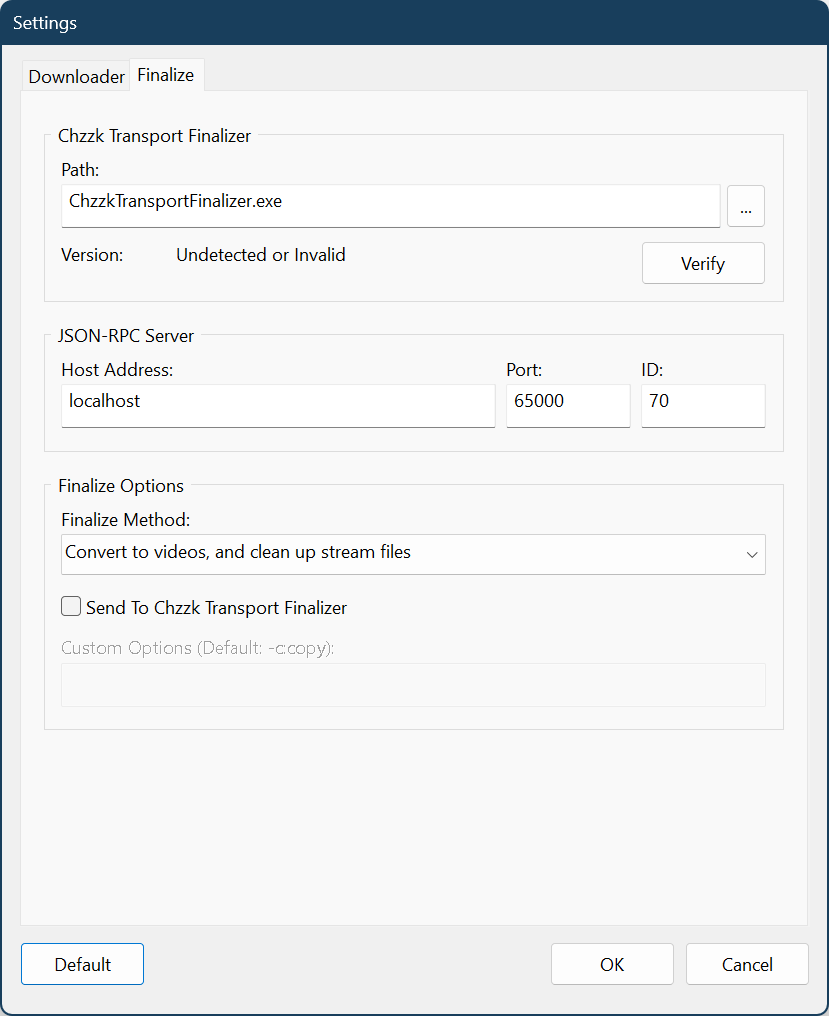 Settings
Downloader Finalize
Chzzk Transport Finalizer
Path:
ChzzkTransportFinalizer.exe ...
Version: Undetected or Invalid
Verify
JSON-RPC Server
Host Address: Port: ID:
localhost 65000 70
Finalize Options
Finalize Method:
Convert to videos, and clean up stream files
Send To Chzzk Transport Finalizer
Custom Options (Default: -c:copy):
Default OK Cancel